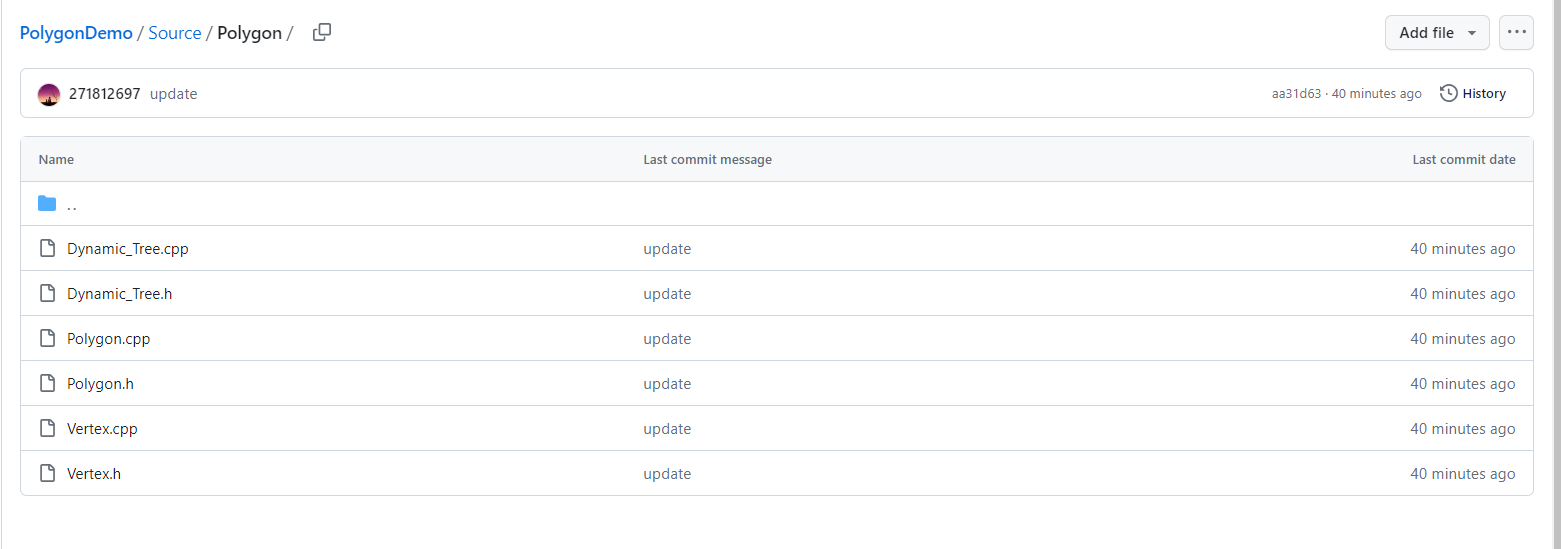 PolygonDemo / Source / Polygon /
Add file
271812697 update
aa31d63 · 40 minutes ago
History
Name Last commit message Last commit date
..
Dynamic_Tree.cpp update 40 minutes ago
Dynamic_Tree.h update 40 minutes ago
Polygon.cpp update 40 minutes ago
Polygon.h update 40 minutes ago
Vertex.cpp update 40 minutes ago
Vertex.h update 40 minutes ago